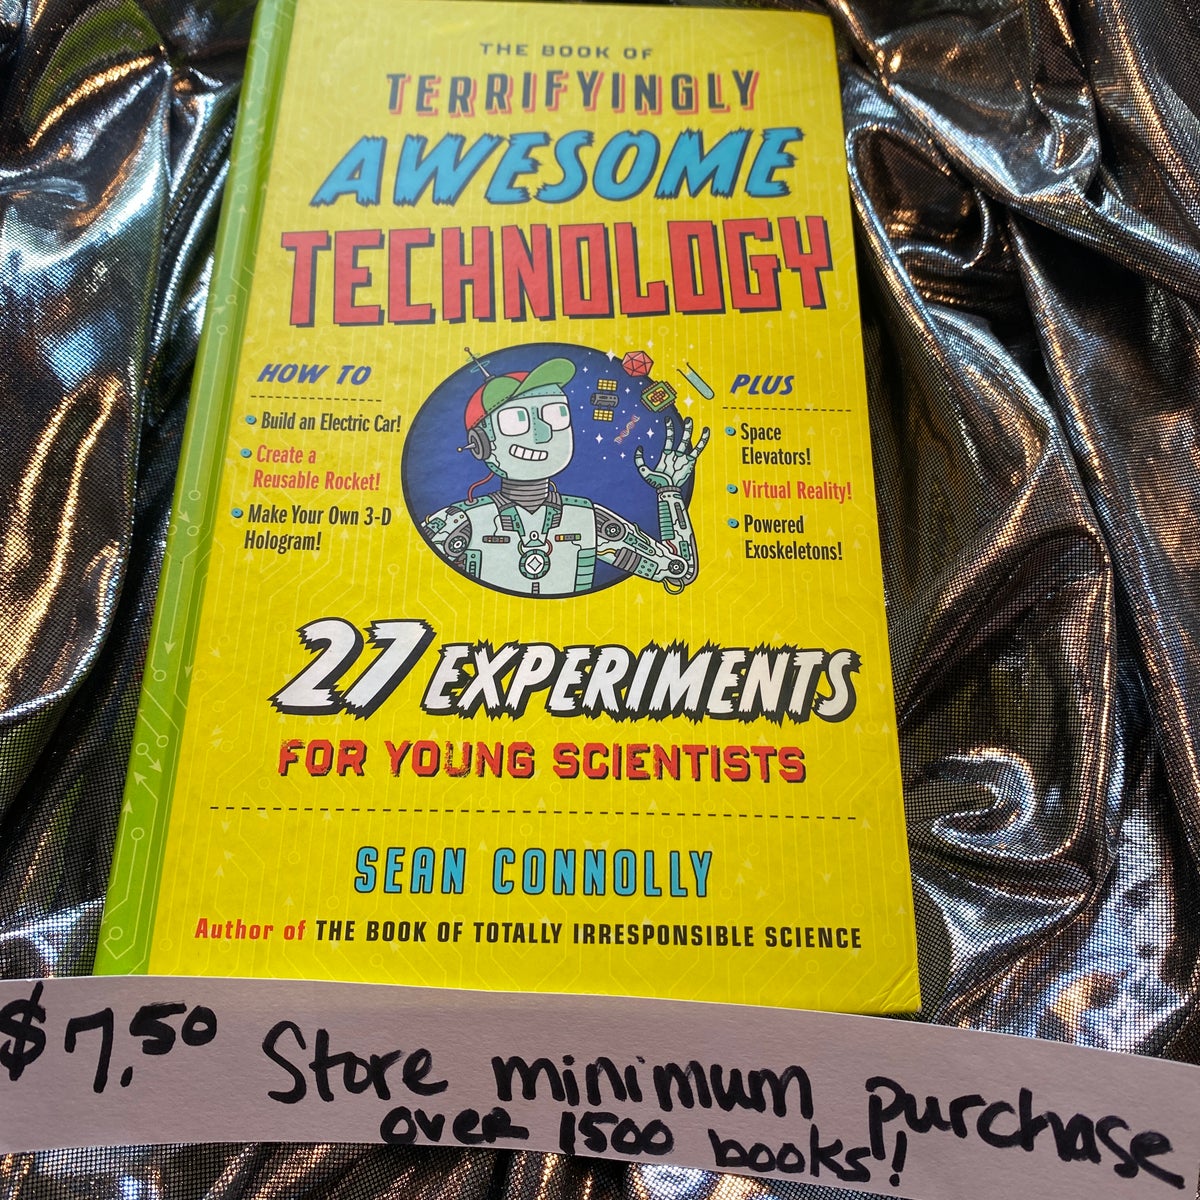 THE BOOK OF
TERRIFYINGLY
AWESOME
TECHNOLOGY
HOW TO
Build an Electric Car!
Create a
Reusable Rocket!
Make Your Own 3-D
Hologram!
PLUS
Space
Elevators!
Virtual Reality!
Powered
Exoskeletons!
27 EXPERIMENTS
FOR YOUNG SCIENTISTS
SEAN CONNOLLY
Author of THE BOOK OF TOTALLY IRRESPONSIBLE SCIENCE
$7.50 Store minimum purchase
over 1500 books!